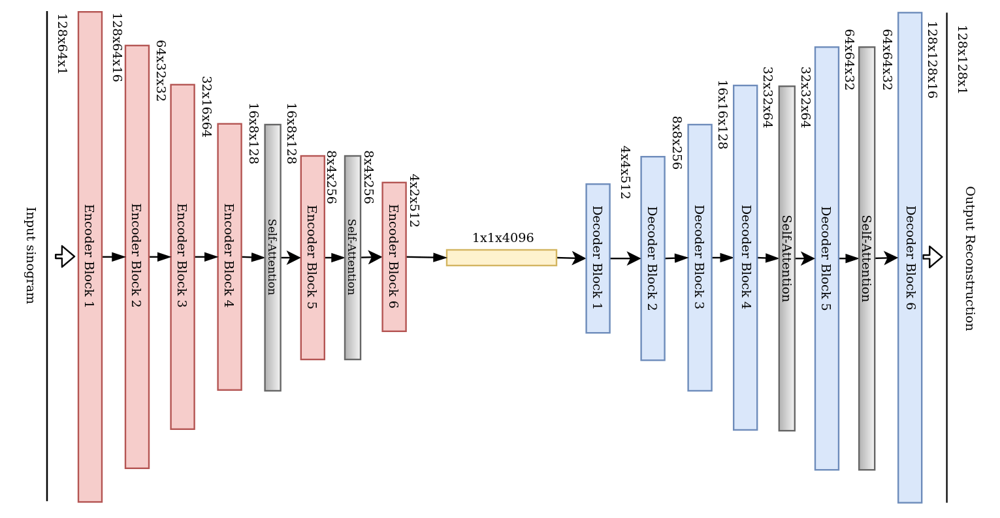 Input sinogram
128x64x1
Encoder Block 1
128x64x16
Encoder Block 2
64x32x32
Encoder Block 3
32x16x64
Encoder Block 4
16x8x128
Self-Attention
16x8x128
Encoder Block 5
8x4x256
Self-Attention
8x4x256
Encoder Block 6
4x2x512
1x1x4096
Decoder Block 1
4x4x512
Decoder Block 2
8x8x256
Decoder Block 3
16x16x128
Decoder Block 4
32x32x64
Self-Attention
32x32x64
Decoder Block 5
64x64x32
Self-Attention
64x64x32
Decoder Block 6
128x128x16
128x128x1
Output Reconstruction